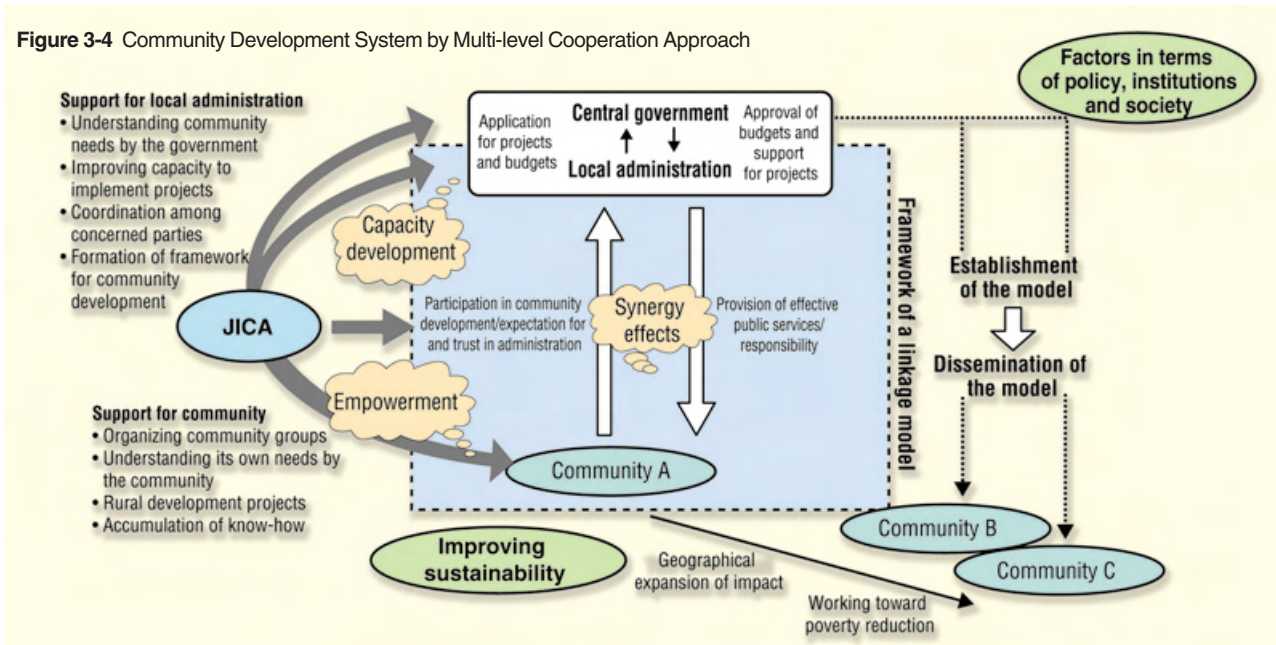 Figure 3-4 Community Development System by Multi-level Cooperation Approach
Factors in terms
of policy, institutions
and society
Support for local administration
• Understanding community
needs by the government
• Improving capacity to
implement projects
• Coordination among
concerned parties
• Formation of framework
for community
development
Application
for projects
and budgets
Central government
Local administration
Approval of
budgets and
support
for projects
Capacity
development
JICA
Participation in community
development/expectation for
and trust in administration
Synergy
effects
Provision of effective
public services/
responsibility
Framework of a linkage model
Establishment
of the model
Dissemination of
the model
Empowerment
Support for community
• Organizing community groups
• Understanding its own needs by
the community
• Rural development projects
• Accumulation of know-how
Community A
Community B
Community C
Improving
sustainability
Geographical
expansion of impact
Working toward
poverty reduction